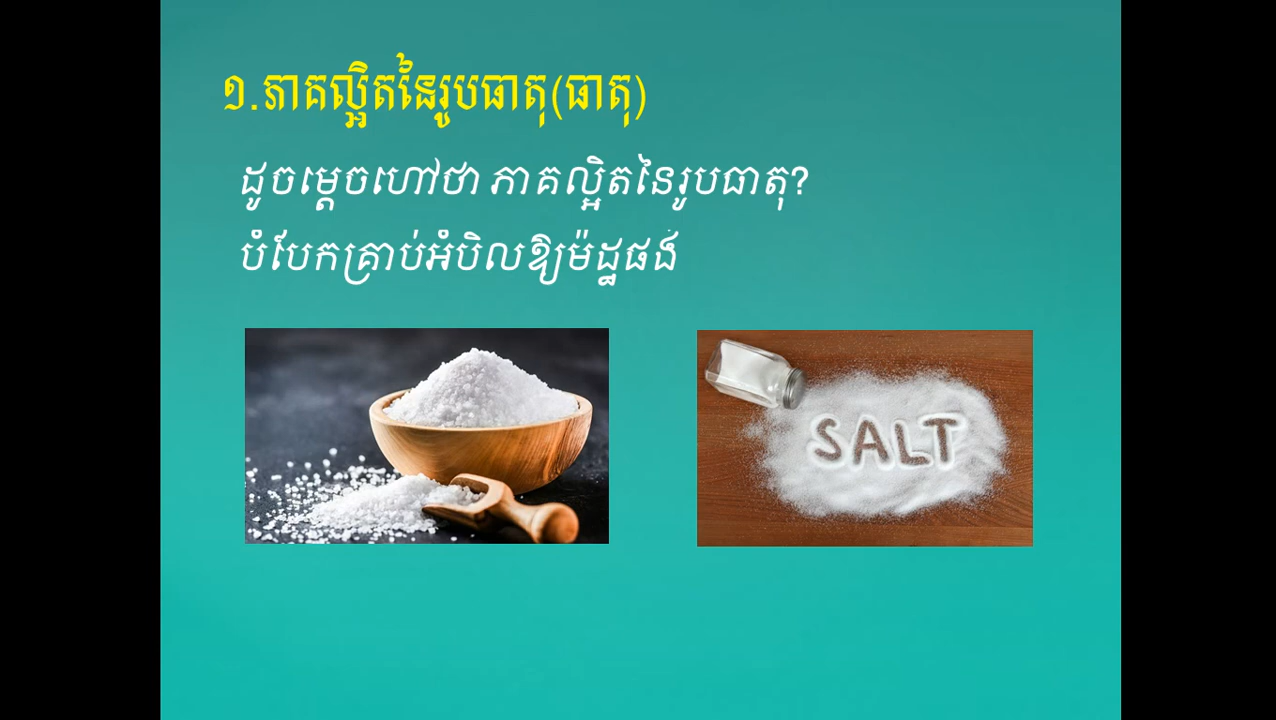 ១.ភាគល្អិតនៃរូបធាតុ(ធាតុ)
ដូចម្ដេចហៅថា ភាគល្អិតនៃរូបធាតុ?
បំបែកគ្រាប់អំបិលឱ្យម៉ដ្ឋផង់
SALT